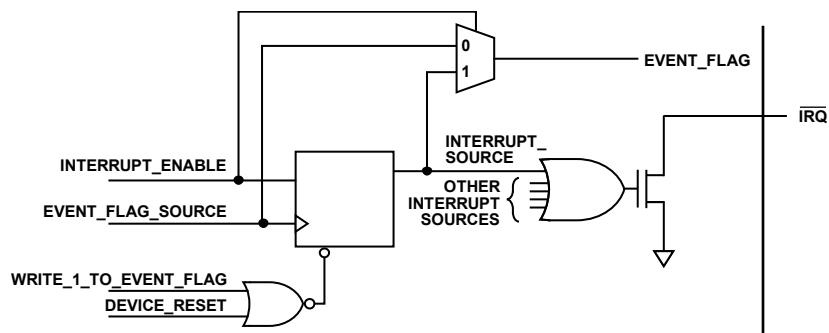 0
1
EVENT_FLAG
IRQ
INTERRUPT_ENABLE
INTERRUPT_
SOURCE
OTHER
INTERRUPT
SOURCES
EVENT_FLAG_SOURCE
WRITE_1_TO_EVENT_FLAG
DEVICE_RESET